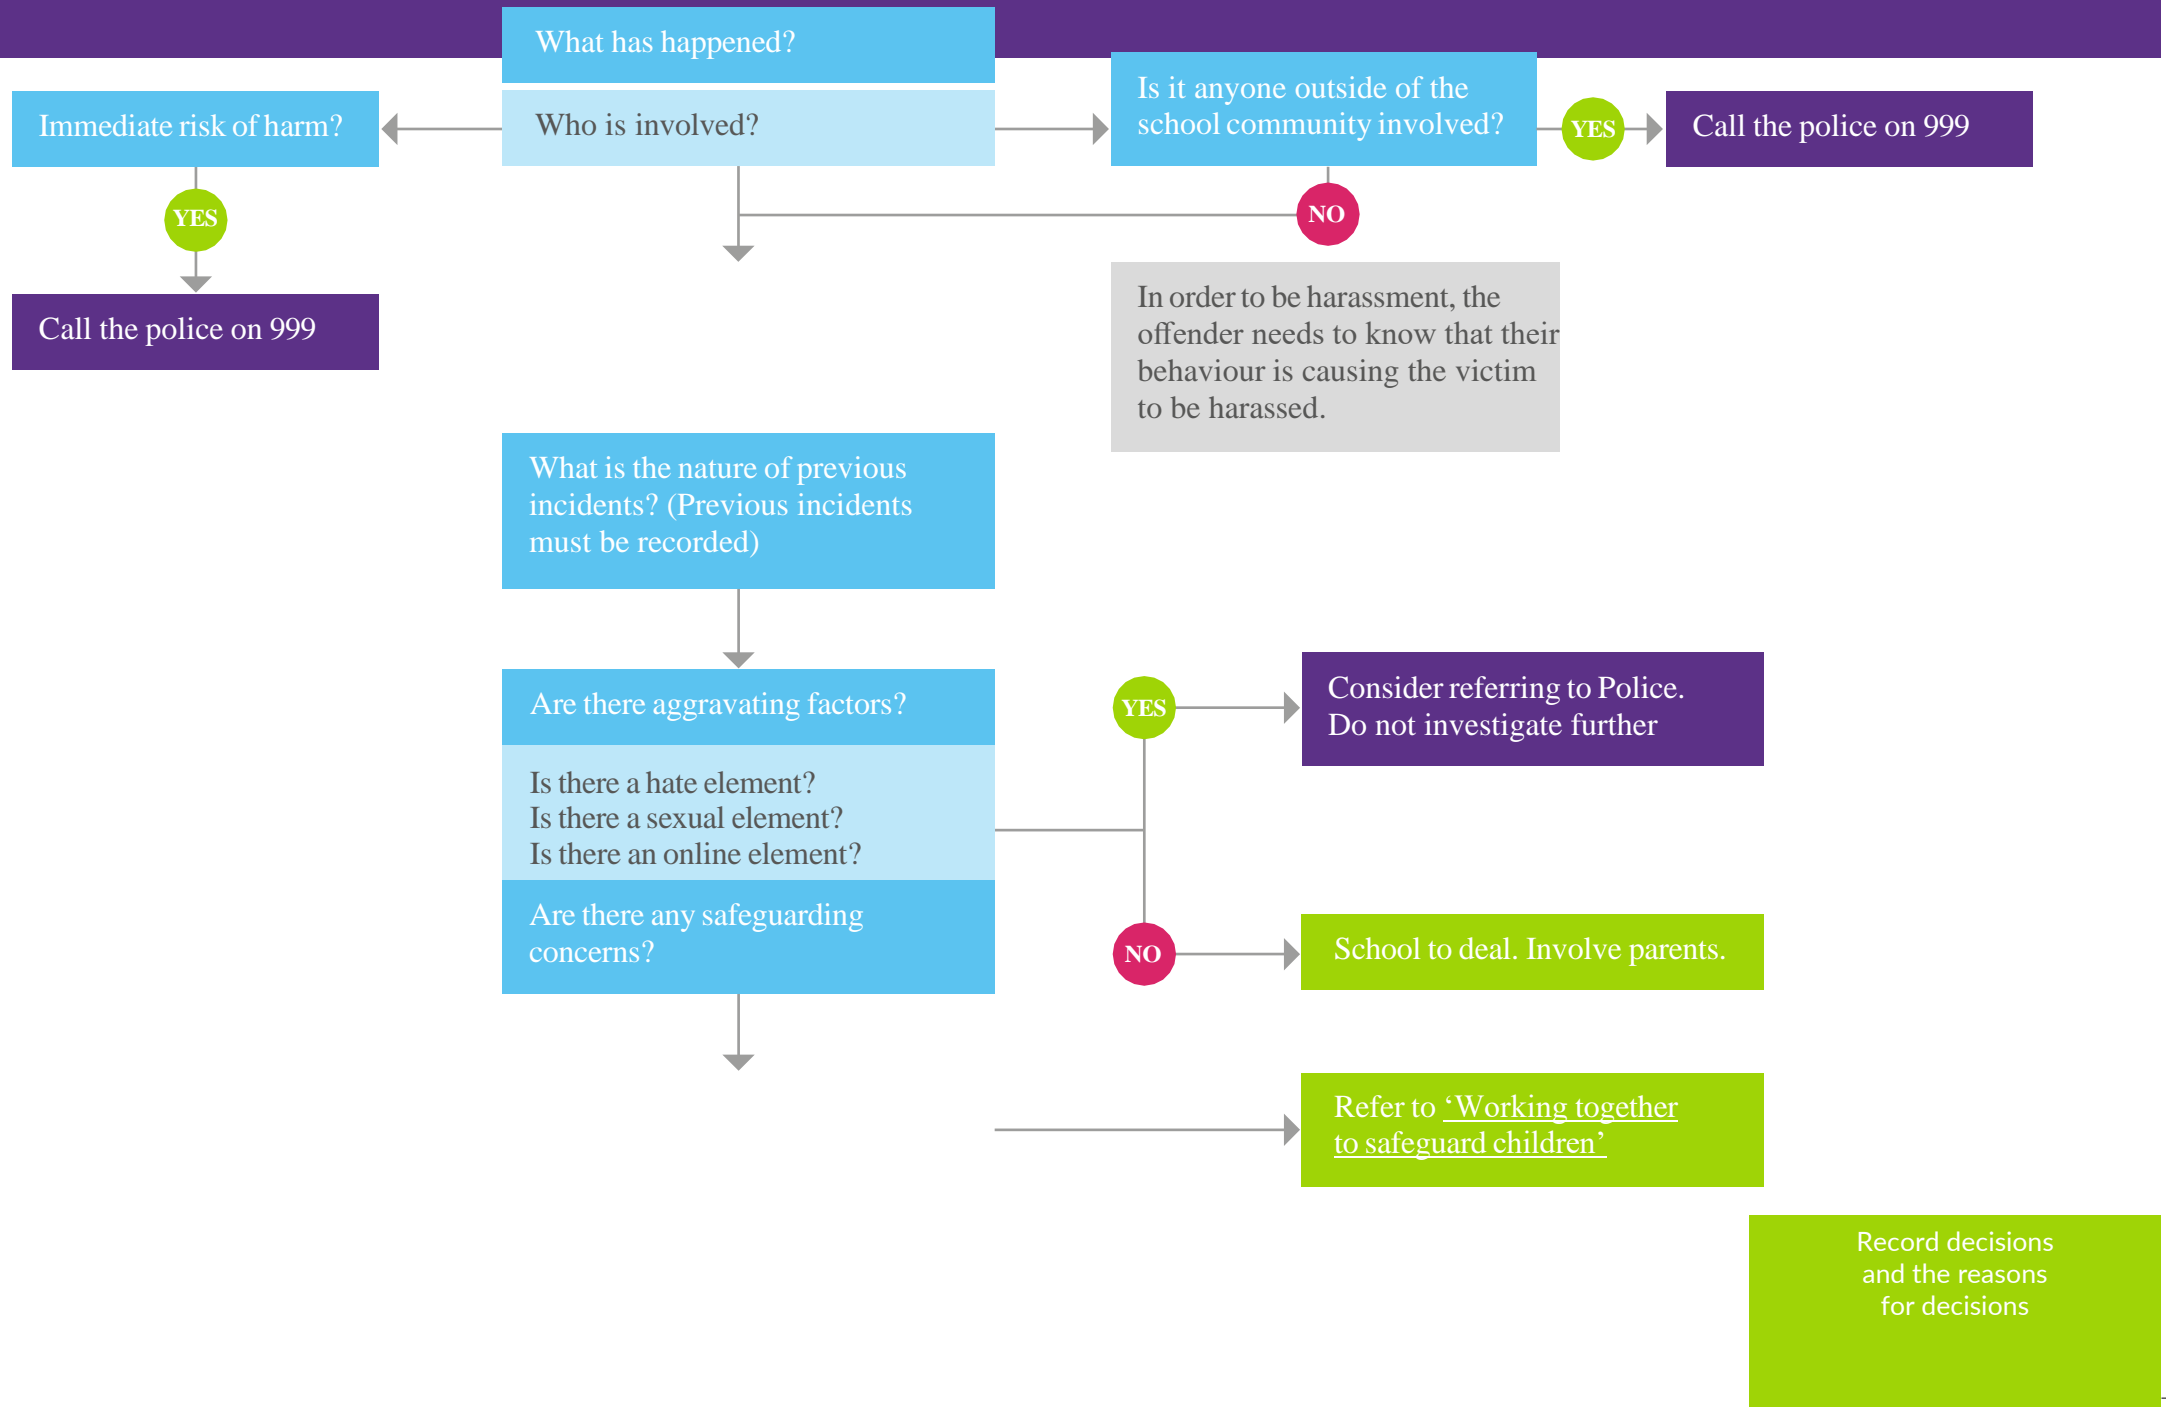 What has happened?
Who is involved?
Immediate risk of harm?
YES
Call the police on 999
Is it anyone outside of the
school community involved?
YES
Call the police on 999
NO
In order to be harassment, the
offender needs to know that their
behaviour is causing the victim
to be harassed.
What is the nature of previous
incidents? (Previous incidents
must be recorded)
Are there aggravating factors?
Is there a hate element?
Is there a sexual element?
Is there an online element?
Are there any safeguarding
concerns?
YES
Consider referring to Police.
Do not investigate further
NO
School to deal. Involve parents.
Refer to ‘Working together
to safeguard children’
Record decisions
and the reasons
for decisions